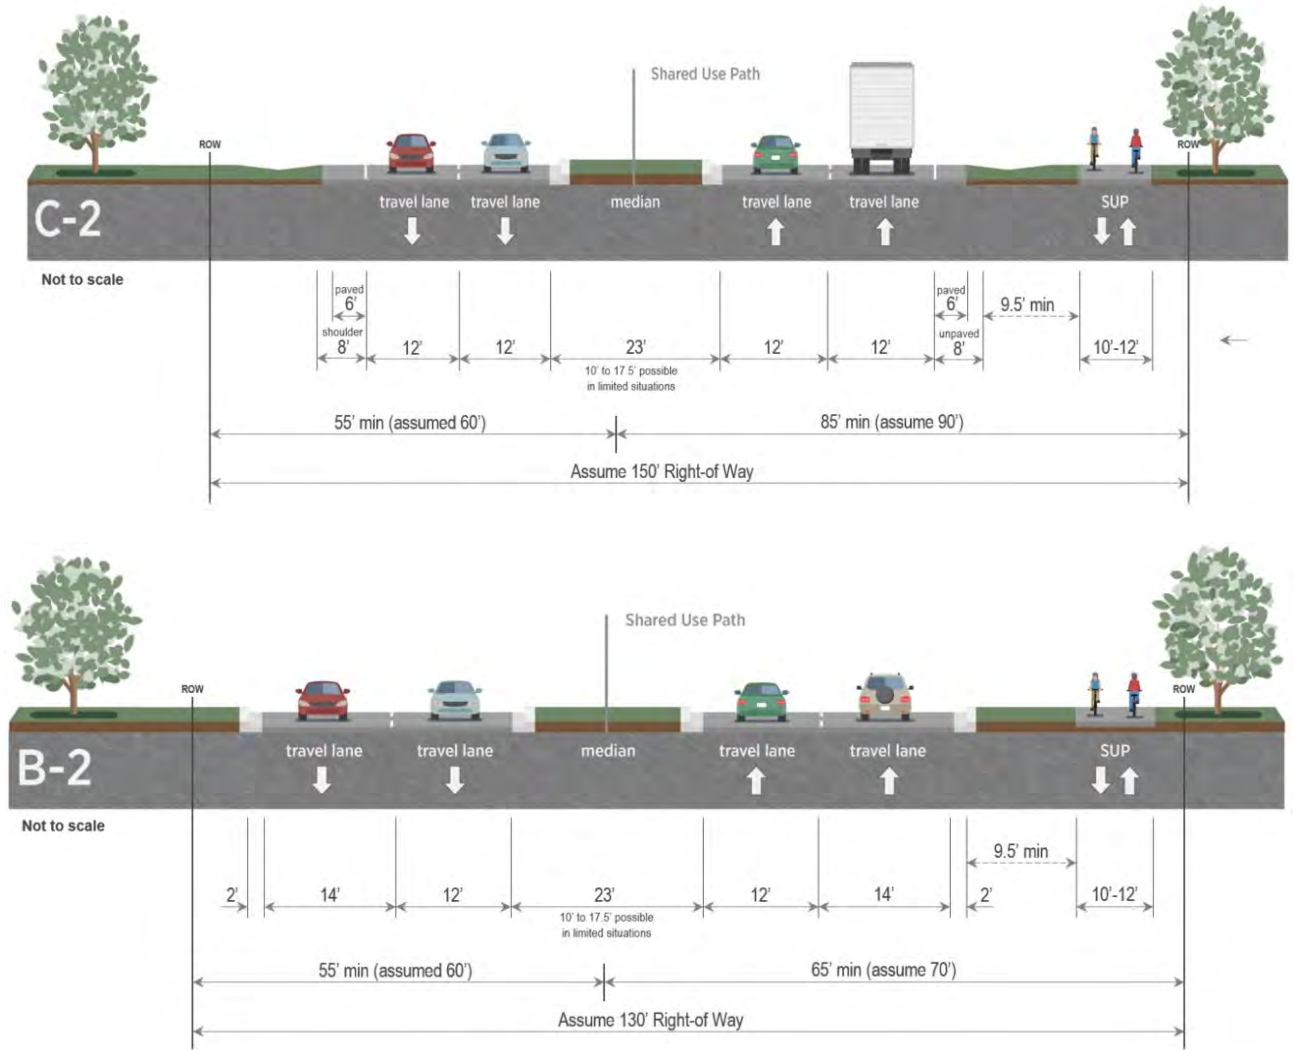 Shared Use Path
ROW
ROW
C-2
travel lane
travel lane
median
travel lane
travel lane
SUP
Not to scale
paved
6'
shoulder
8'
12'
12'
23'
10' to 17.5' possible
in limited situations
12'
12'
paved
6'
unpaved
8'
9.5' min
10'-12'
55' min (assumed 60')
85' min (assume 90')
Assume 150' Right-of Way
Shared Use Path
ROW
ROW
B-2
travel lane
travel lane
median
travel lane
travel lane
SUP
Not to scale
2'
14'
12'
23'
10' to 17.5' possible
in limited situations
12'
14'
2'
9.5' min
10'-12'
55' min (assumed 60')
65' min (assume 70')
Assume 130' Right-of Way